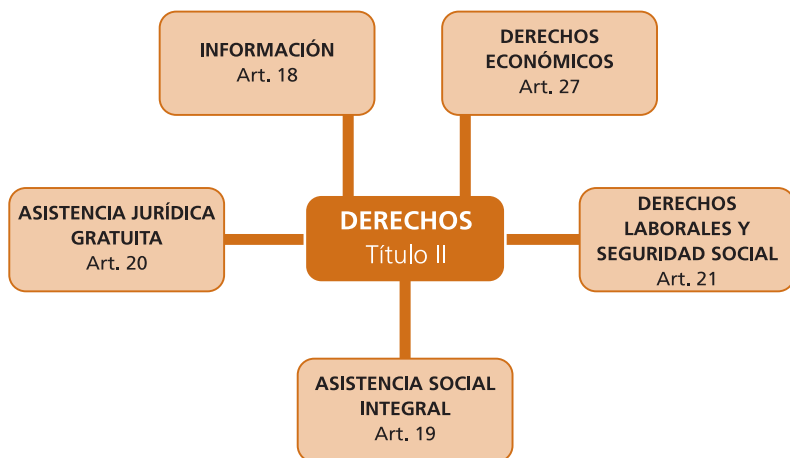 INFORMACIÓN
Art. 18
DERECHOS
ECONÓMICOS
Art. 27
ASISTENCIA JURÍDICA
GRATUITA
Art. 20
DERECHOS
Título II
DERECHOS
LABORALES Y
SEGURIDAD SOCIAL
Art. 21
ASISTENCIA SOCIAL
INTEGRAL
Art. 19